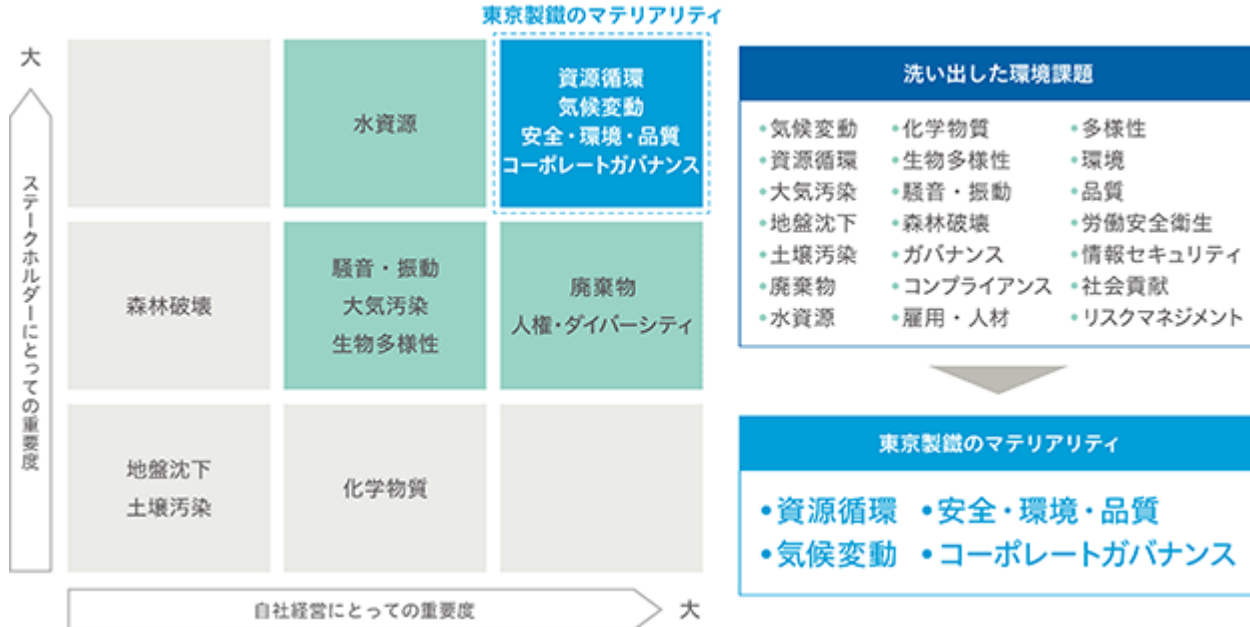 東京製鐵のマテリアリティ
大
ステークホルダーにとっての重要度
水資源
資源循環
気候変動
安全・環境・品質
コーポレートガバナンス
森林破壊
騒音・振動
大気汚染
生物多様性
廃棄物
人権・ダイバーシティ
地盤沈下
土壌汚染
化学物質
自社経営にとっての重要度
大
洗い出した環境課題
•気候変動
•資源循環
•大気汚染
•地盤沈下
•土壌汚染
•廃棄物
•水資源
•化学物質
•生物多様性
•騒音・振動
•森林破壊
•ガバナンス
•コンプライアンス
•雇用・人材
•多様性
•環境
•品質
•労働安全衛生
•情報セキュリティ
•社会貢献
•リスクマネジメント
東京製鐵のマテリアリティ
•資源循環 •安全・環境・品質
•気候変動 •コーポレートガバナンス